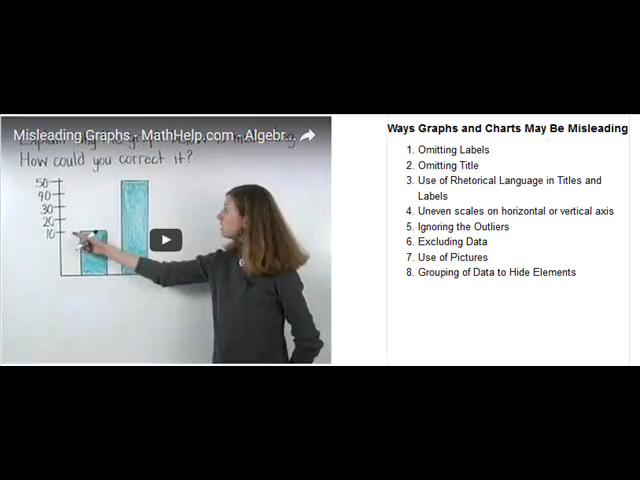 Misleading Graphs - MathHelp.com - Algebr...
How could you correct it?
50
40
30
20
10
Ways Graphs and Charts May Be Misleading
1. Omitting Labels
2. Omitting Title
3. Use of Rhetorical Language in Titles and
Labels
4. Uneven scales on horizontal or vertical axis
5. Ignoring the Outliers
6. Excluding Data
7. Use of Pictures
8. Grouping of Data to Hide Elements